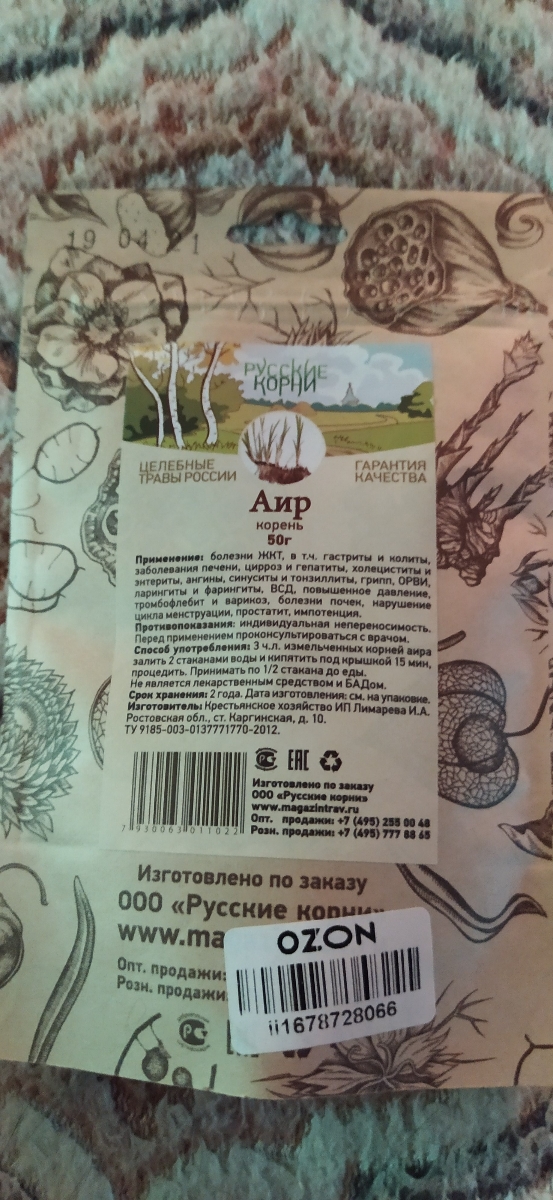 19 04 21
РУССКИЕ
КОРНИ
ЦЕЛЕБНЫЕ
ТРАВЫ РОССИИ
ГАРАНТИЯ
КАЧЕСТВА
Аир
корень
50г
Применение: болезни ЖКТ, в т.ч. гастриты и колиты,
заболевания печени, цирроз и гепатиты, холециститы и
энтериты, ангины, синуситы и тонзиллиты, грипп, ОРВИ,
ларингиты и фарингиты, ВСД, повышенное давление,
тромбофлебит и варикоз, болезни почек, нарушение
цикла менструации, простатит, импотенция.
Противопоказания: индивидуальная непереносимость.
Перед применением проконсультироваться с врачом.
Способ употребления: 3 ч.л. измельченных корней аира
залить 2 стаканами воды и кипятить под крышкой 15 мин,
процедить. Принимать по 1/2 стакана до еды.
Не является лекарственным средством и БАДом.
Срок хранения: 2 года. Дата изготовления: см. на упаковке.
Изготовитель: Крестьянское хозяйство ИП Лимарева И.А.
Ростовская обл., ст. Каргинская, д. 10.
ТУ 9185-003-0137771770-2012.
EAC
Изготовлено по заказу
ООО «Русские корни»
www.magazintrav.ru
Опт. продажи: +7 (495) 255 00 48
Розн. продажи: +7 (495) 777 88 65
7 930063 011022
Изготовлено по заказу
ООО «Русские корни»
www.ma
Опт. продажи:
Розн. продажи
OZON
ii1678728066